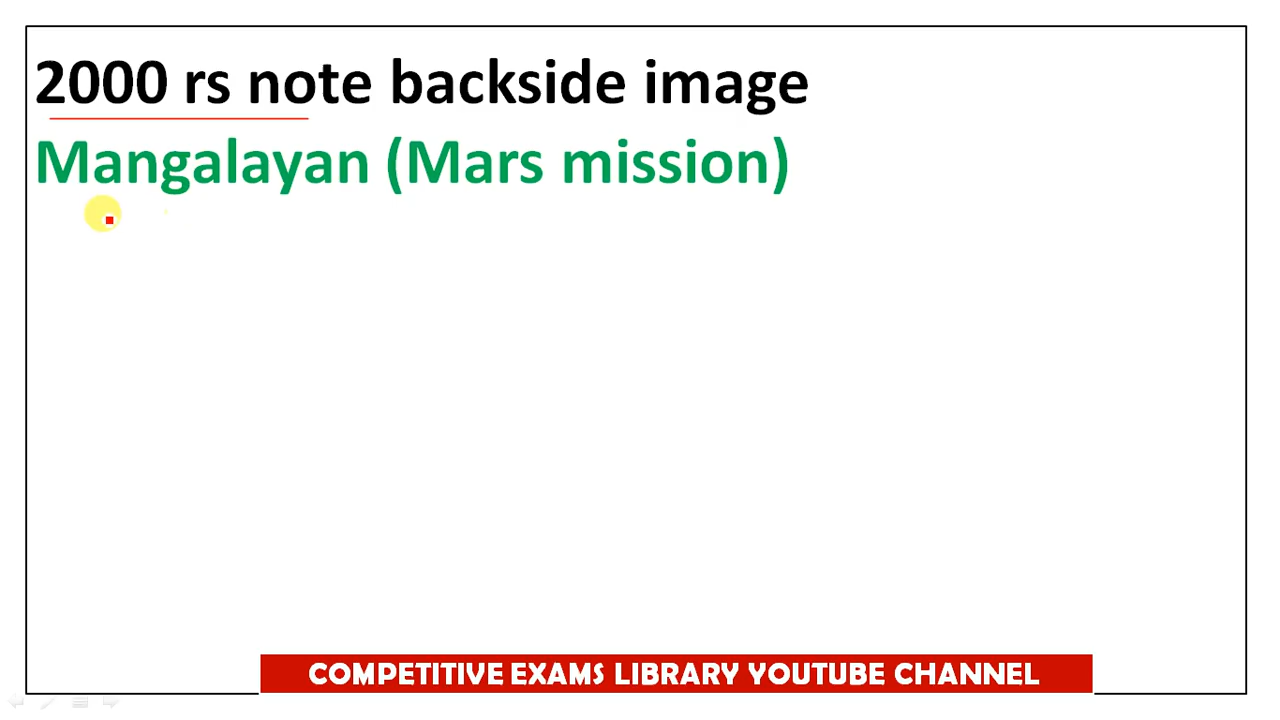 2000 rs note backside image
Mangalayan (Mars mission)
COMPETITIVE EXAMS LIBRARY YOUTUBE CHANNEL